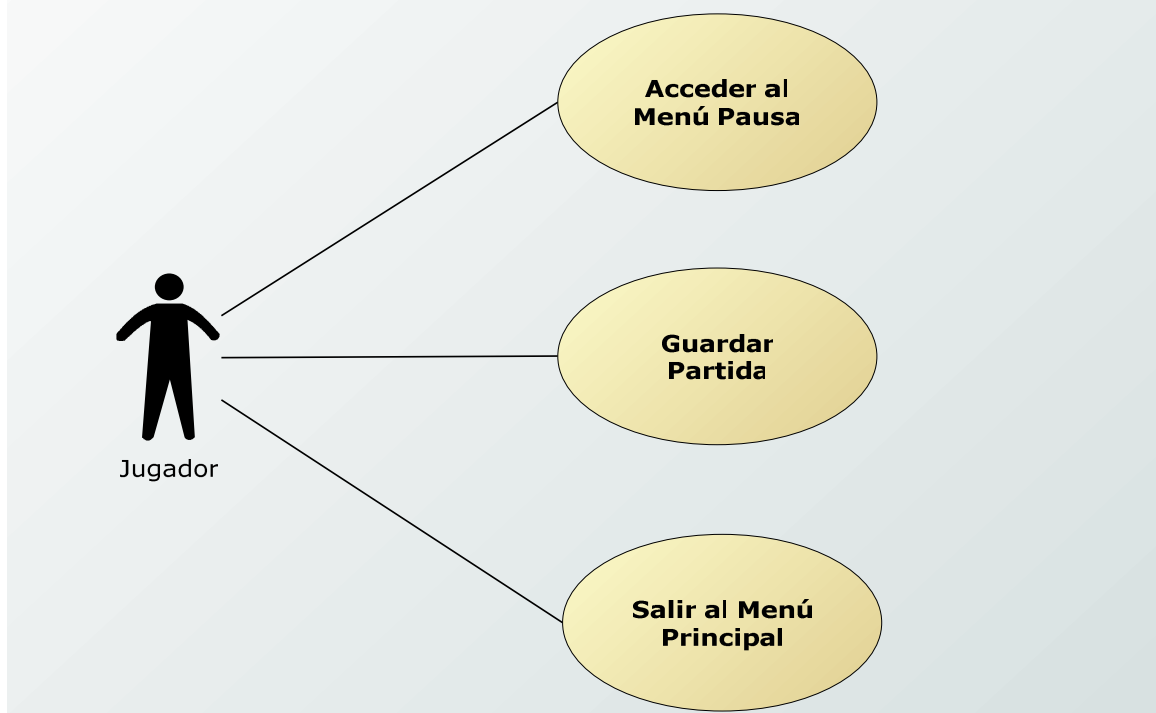 Acceder al
Menú Pausa
Guardar
Partida
Jugador
Salir al Menú
Principal